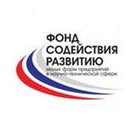 ФОНД
СОДЕЙСТВИЯ
РАЗВИТИЮ
малых форм предприятий
в научно-технической сфере